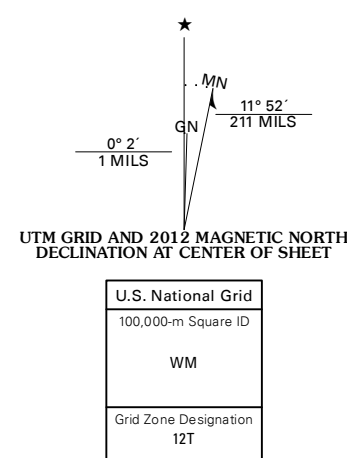 ★
MN
GN
11° 52´
211 MILS
0° 2´
1 MILS
UTM GRID AND 2012 MAGNETIC NORTH
DECLINATION AT CENTER OF SHEET
U.S. National Grid
100,000-m Square ID
WM
Grid Zone Designation
12T